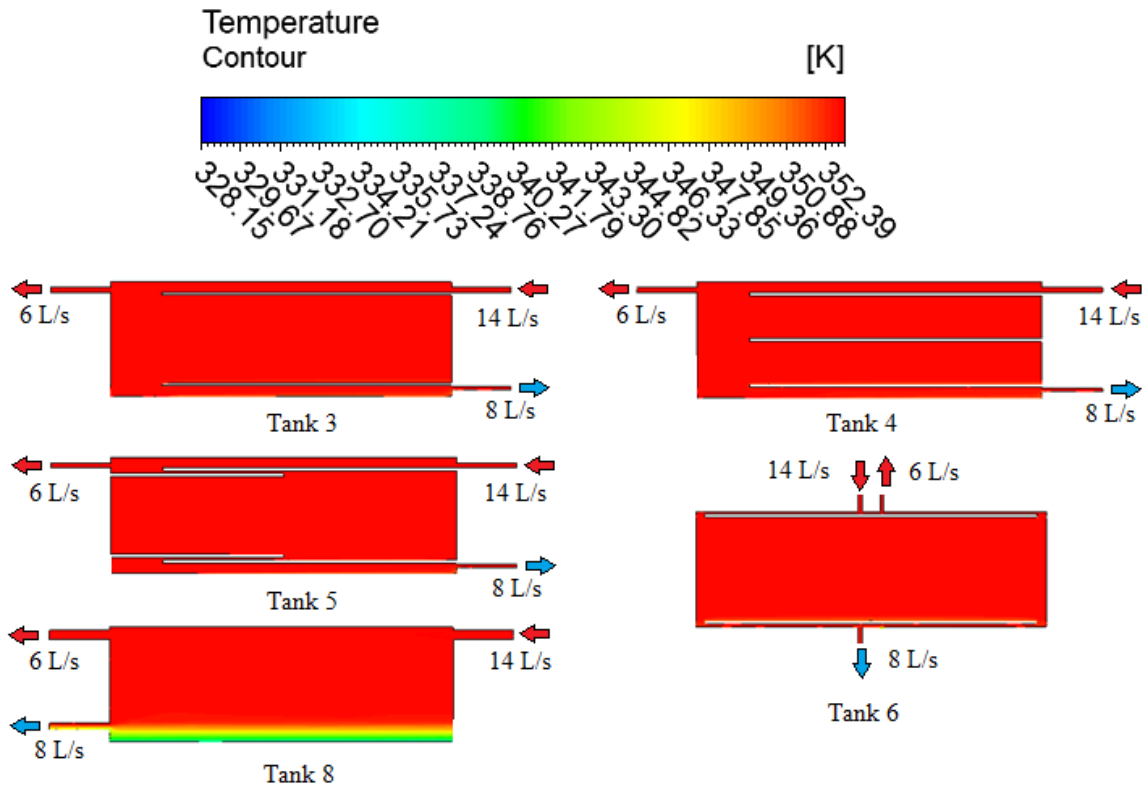 Temperature
Contour [K]
328.15 329.67 331.18 332.70 334.21 335.73 337.24 338.76 340.27 341.79 343.30 344.82 346.33 347.85 349.36 350.88 352.39
6 L/s 14 L/s 6 L/s 14 L/s
8 L/s 8 L/s
Tank 3 Tank 4
14 L/s 6 L/s
6 L/s 14 L/s
8 L/s
Tank 5
8 L/s
6 L/s 14 L/s
Tank 6
8 L/s
Tank 8